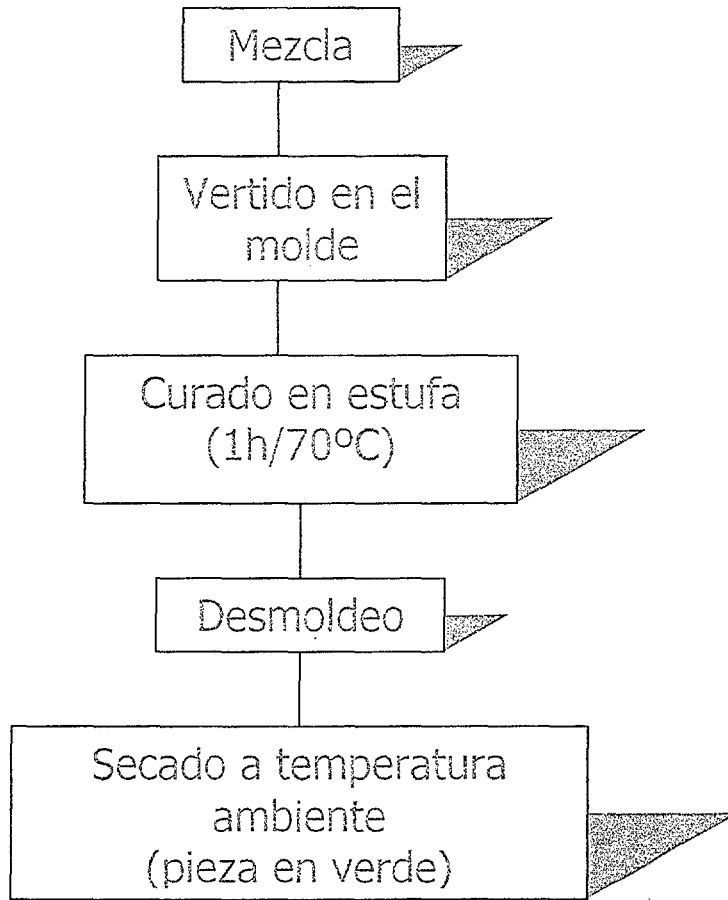 Mezcla
Vertido en el
molde
Curado en estufa
(1h/70ºC)
Desmoldeo
Secado a temperatura
ambiente
(pieza en verde)